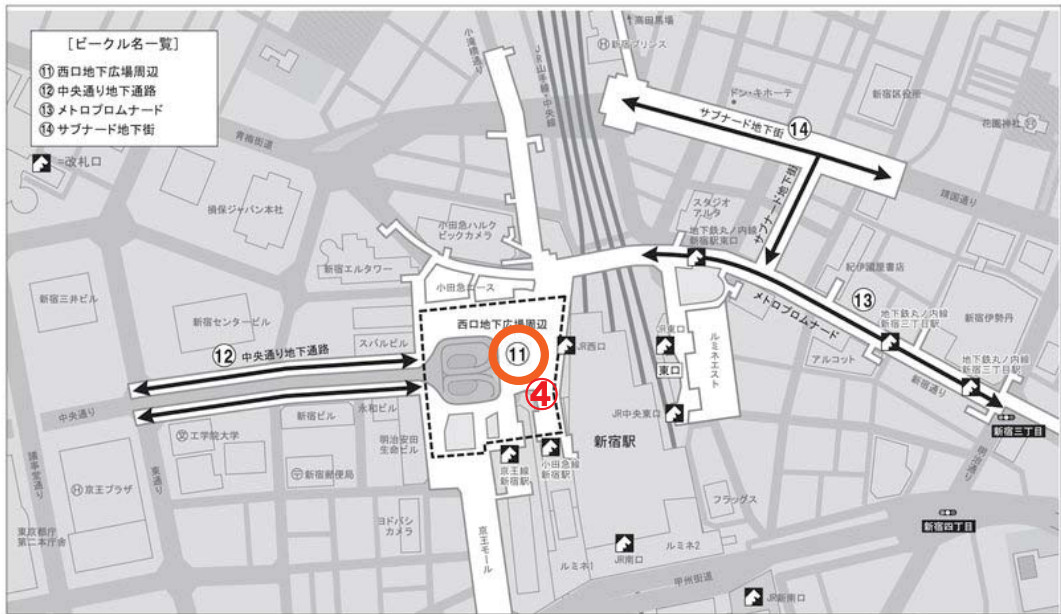 [ビークル名一覧]
⑪西口地下広場周辺
⑫中央通り地下通路
⑬メトロプロムナード
⑭サブナード地下街
=改札口
小滝橋通り
JR山手線・中央線
高田馬場
Ⓗ新宿プリンス
ドン・キホーテ
新宿区役所
花園神社Ⓗ
サブナード地下街
⑭
青梅街道
損保ジャパン本社
小田急ハルク
ビックカメラ
スタジオ
アルタ
サブナード地下街
靖国通り
地下鉄丸ノ内線
新宿駅東口
新宿エルタワー
小田急エース
紀伊國屋書店
新宿三井ビル
新宿センタービル
西口地下広場周辺
メトロプロムナード
⑬
地下鉄丸ノ内線
新宿三丁目駅
新宿伊勢丹
スバルビル
⑫
中央通り地下通路
⑪
JR西口
JR東口
東口
ルミネエスト
アルコット
地下鉄丸ノ内線
新宿三丁目駅
新宿通り
④
中央通り
新宿ビル
永和ビル
JR中央東口
新宿三丁目
文工学院大学
明治安田
生命ビル
新宿駅
明治通り
議事堂通り
東通り
Ⓗ京王プラザ
〒新宿郵便局
京王線
新宿駅
小田急線
新宿駅
フラッグス
東京都庁
第二本庁舎
ヨドバシ
カメラ
京王モール
新宿四丁目
JR南口
ルミネ2
ルミネ1
甲州街道
JR新南口